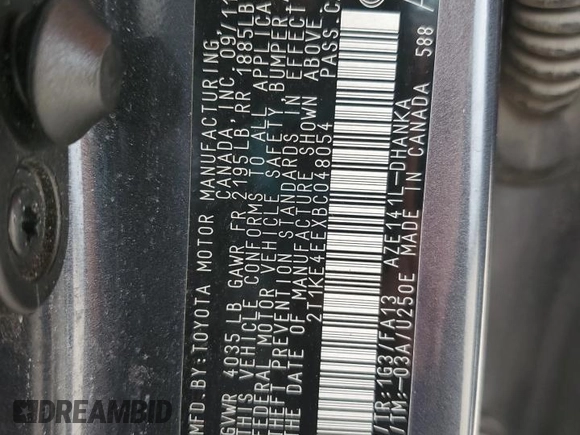 MFD.BY:TOYOTA MOTOR MANUFACTURING
CANADA, INC. 09/11
GVWR 4035 LB GAWR FR 2195LB RR 1885LB
THIS VEHICLE CONFORMS TO ALL APPLICA
FEDERAL MOTOR VEHICLE SAFETY, BUMPER,
THEFT PREVENTION STANDARDS IN EFFECT
THE DATE OF MANUFACTURE SHOWN ABOVE.
2T1KE4EEXBC048054 PASS.C
/TR:1G3/FA13 AZE141L-DHANKA
/TM:-03A/U250E MADE IN CANADA 588
DREAMBID